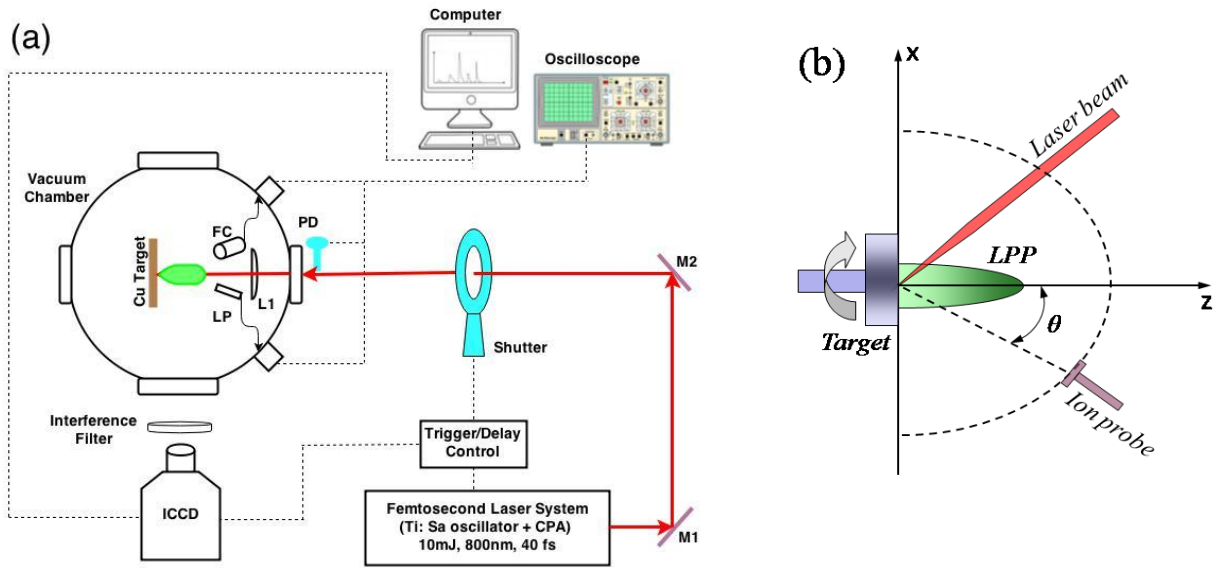 (a)
Computer
Oscilloscope
Vacuum
Chamber
FC
PD
Cu Target
L1
LP
M2
Shutter
Interference
Filter
Trigger/Delay
Control
ICCD
Femtosecond Laser System
(Ti: Sa oscillator + CPA)
10mJ, 800nm, 40 fs
M1
(b)
x
Laser beam
LPP
z
θ
Target
Ion probe